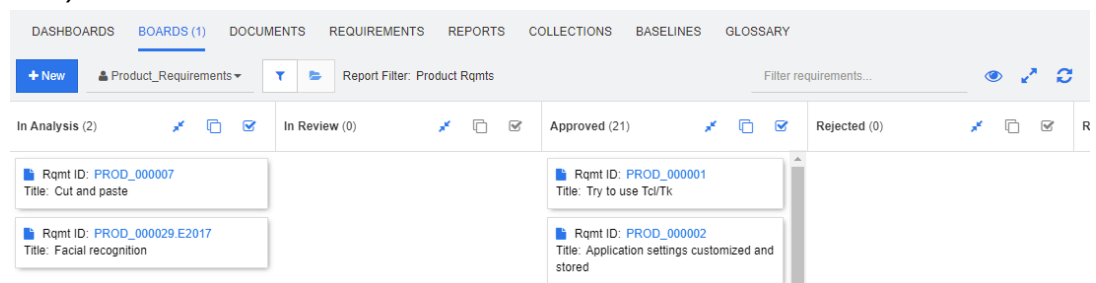 DASHBOARDS BOARDS (1) DOCUMENTS REQUIREMENTS REPORTS COLLECTIONS BASELINES GLOSSARY
+ New Product_Requirements Report Filter: Product Rqmts Filter requirements...
In Analysis (2) In Review (0) Approved (21) Rejected (0) R
Rqmt ID: PROD_000007
Title: Cut and paste
Rqmt ID: PROD_000029.E2017
Title: Facial recognition
Rqmt ID: PROD_000001
Title: Try to use Tcl/Tk
Rqmt ID: PROD_000002
Title: Application settings customized and
stored